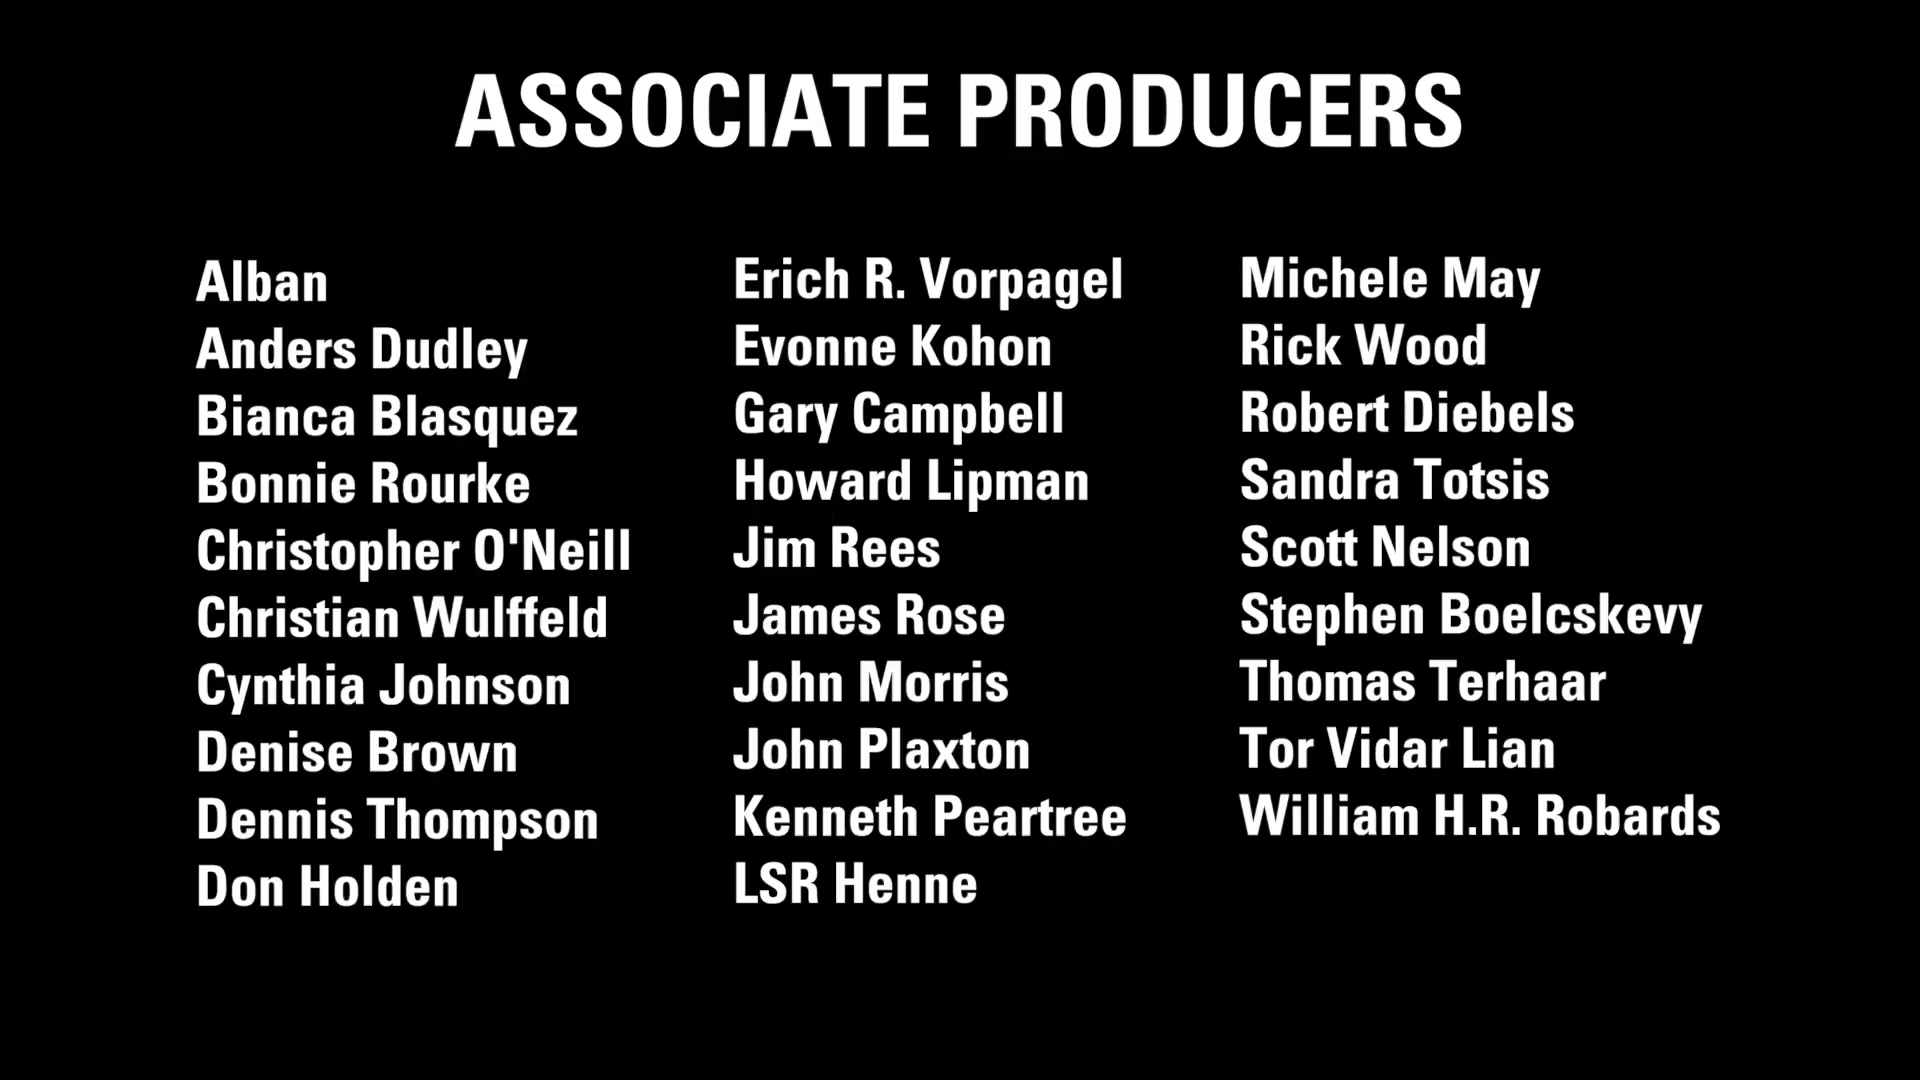 ASSOCIATE PRODUCERS
Alban
Anders Dudley
Bianca Blasquez
Bonnie Rourke
Christopher O'Neill
Christian Wulffeld
Cynthia Johnson
Denise Brown
Dennis Thompson
Don Holden
Erich R. Vorpagel
Evonne Kohon
Gary Campbell
Howard Lipman
Jim Rees
James Rose
John Morris
John Plaxton
Kenneth Peartree
LSR Henne
Michele May
Rick Wood
Robert Diebels
Sandra Totsis
Scott Nelson
Stephen Boelcskevy
Thomas Terhaar
Tor Vidar Lian
William H.R. Robards